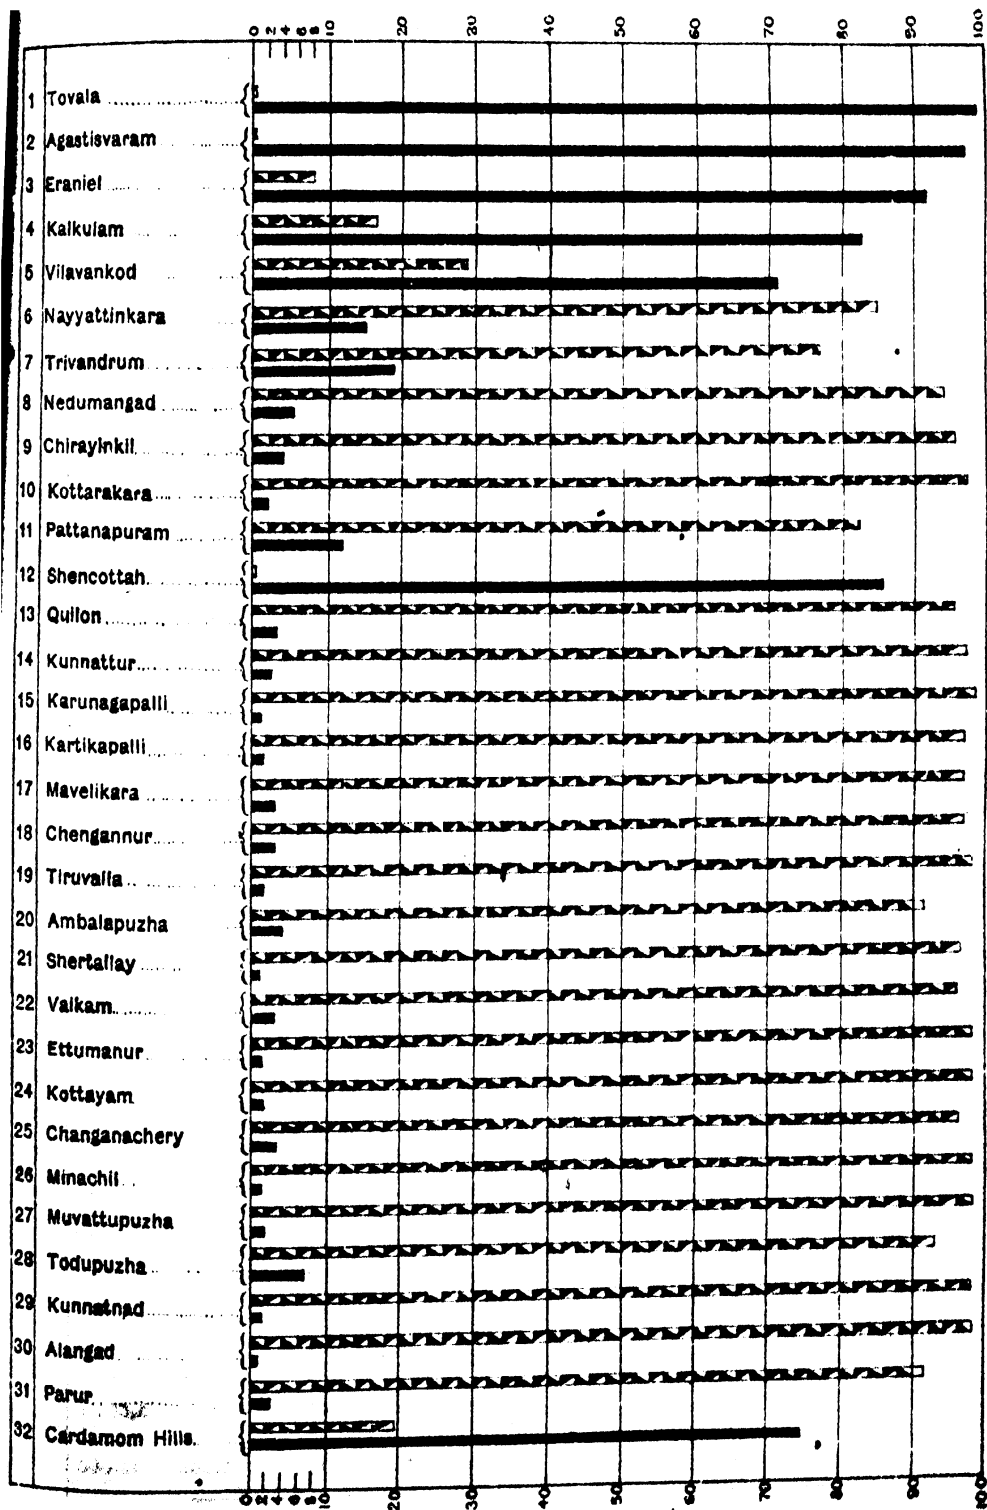 0 2 4 6 8 10 20 30 40 50 60 70 80 90 100
1 Tovala
2 Agastisvaram
3 Eraniel
4 Kalkulam
5 Vilavankod
6 Nayyattinkara
7 Trivandrum
8 Nedumangad
9 Chirayinkil
10 Kottarakara
11 Pattanapuram
12 Shencottah
13 Quilon
14 Kunnattur
15 Karunagapalli
16 Kartikapalli
17 Mavelikara
18 Chengannur
19 Tiruvalla
20 Ambalapuzha
21 Shertallay
22 Vaikam
23 Ettumanur
24 Kottayam
25 Changanachery
26 Minachil
27 Muvattupuzha
28 Todupuzha
29 Kunnatnad
30 Alangad
31 Parur
32 Cardamom Hills.
0 2 4 6 8 10 20 30 40 50 60 70 80 90 100